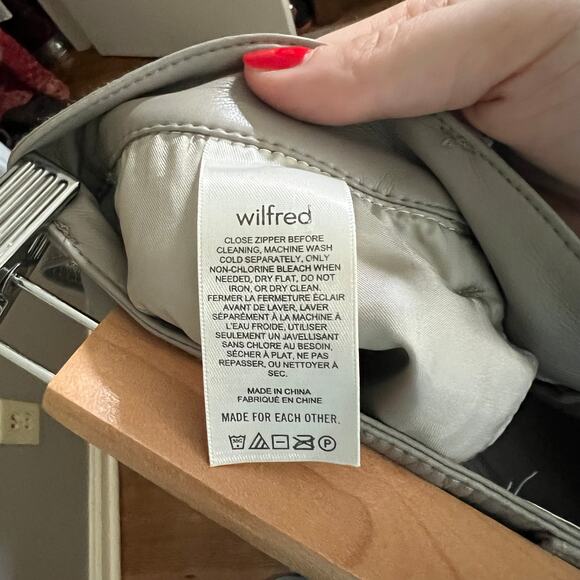 wilfred
CLOSE ZIPPER BEFORE
CLEANING, MACHINE WASH
COLD SEPARATELY, ONLY
NON-CHLORINE BLEACH WHEN
NEEDED, DRY FLAT, DO NOT
IRON, OR DRY CLEAN.
FERMER LA FERMETURE ÉCLAIR
AVANT DE LAVER, LAVER
SÉPARÉMENT À LA MACHINE À
L'EAU FROIDE, UTILISER
SEULEMENT UN JAVELLISANT
SANS CHLORE AU BESOIN,
SÉCHER À PLAT, NE PAS
REPASSER, OU NETTOYER À
SEC.
MADE IN CHINA
FABRIQUÉ EN CHINE
MADE FOR EACH OTHER.
30C P